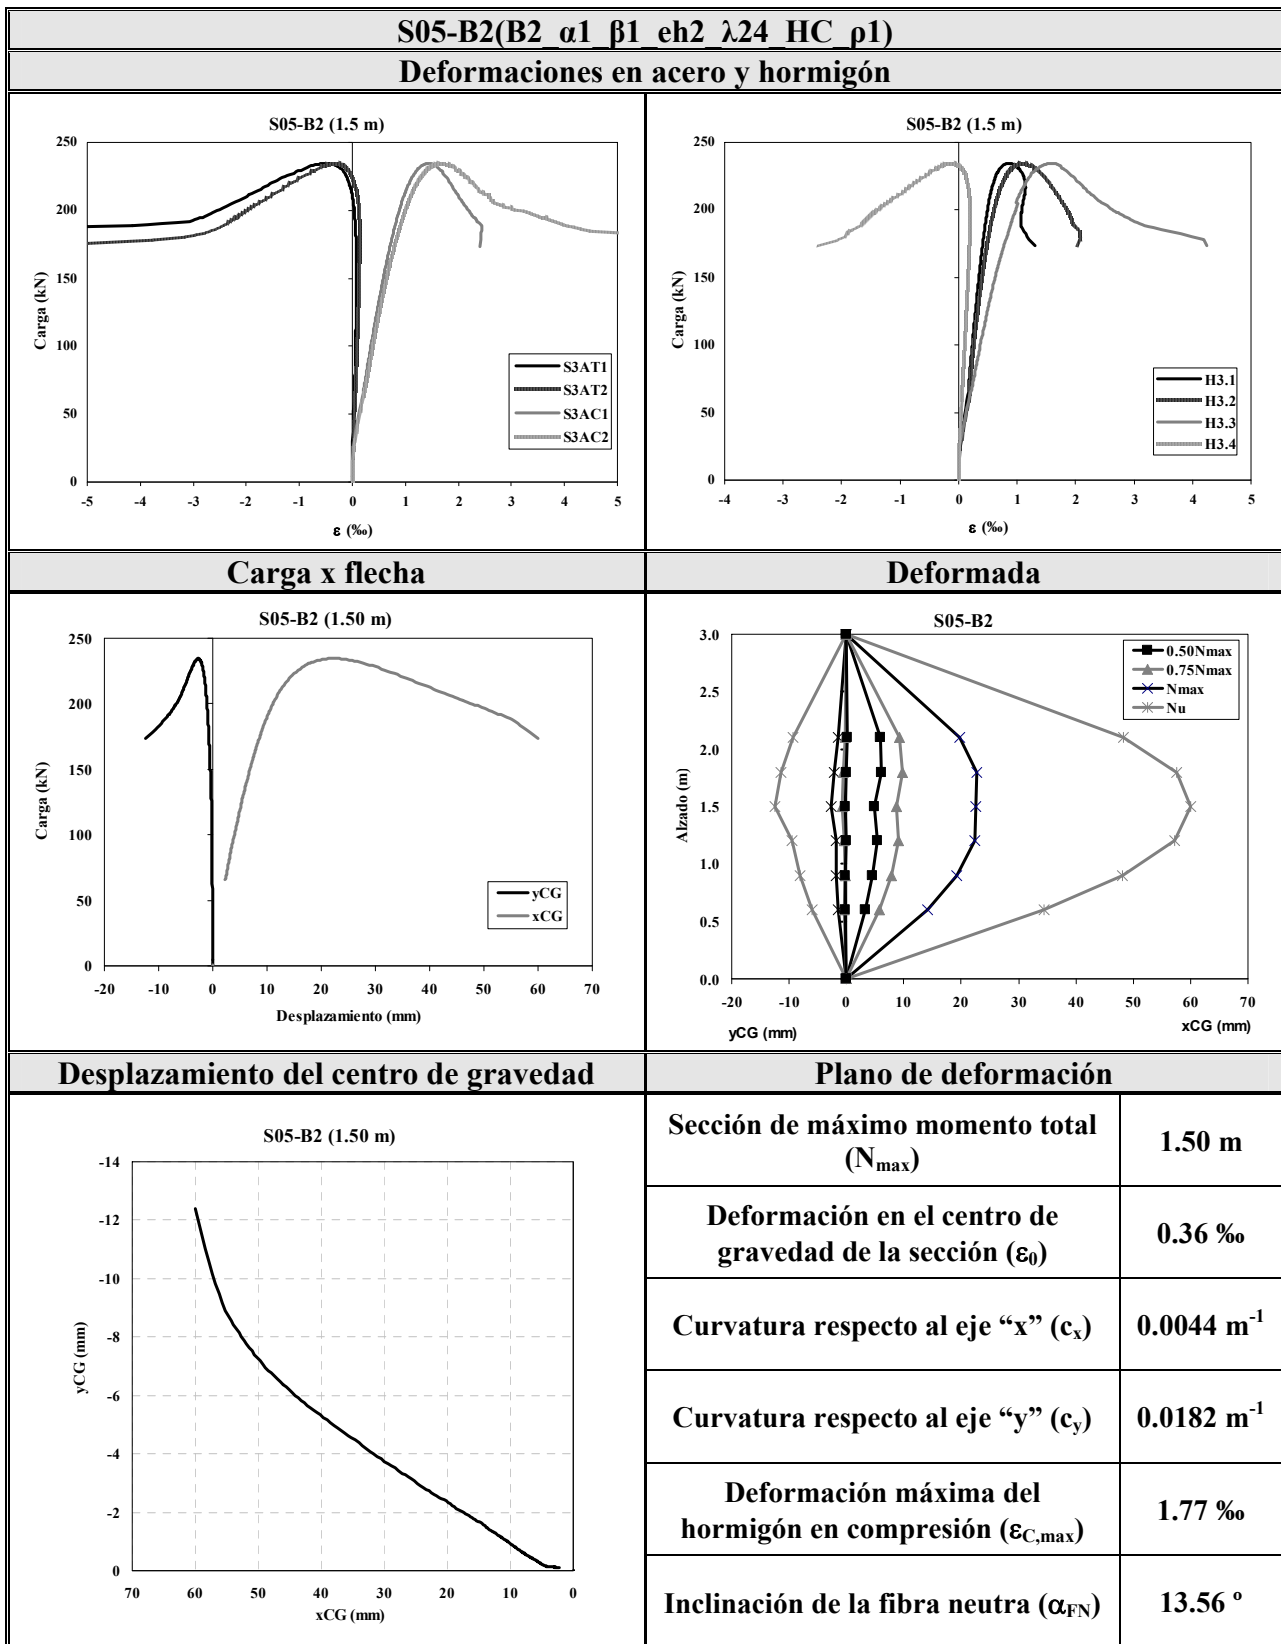 S05-B2(B2_α1_β1_eh2_λ24_HC_ρ1)
Deformaciones en acero y hormigón
S05-B2 (1.5 m)
250
200
150
100
50
0
-5 -4 -3 -2 -1 0 1 2 3 4 5
Carga (kN)
ε (‰)
S3AT1
S3AT2
S3AC1
S3AC2
S05-B2 (1.5 m)
250
200
150
100
50
0
-4 -3 -2 -1 0 1 2 3 4 5
Carga (kN)
ε (‰)
H3.1
H3.2
H3.3
H3.4
Carga x flecha
Deformada
S05-B2 (1.50 m)
250
200
150
100
50
0
-20 -10 0 10 20 30 40 50 60 70
Carga (kN)
Desplazamiento (mm)
yCG
xCG
S05-B2
3.0
2.5
2.0
1.5
1.0
0.5
0.0
-20 -10 0 10 20 30 40 50 60 70
Alzado (m)
yCG (mm)
xCG (mm)
0.50Nmax
0.75Nmax
Nmax
Nu
Desplazamiento del centro de gravedad
Plano de deformación
S05-B2 (1.50 m)
-14
-12
-10
-8
-6
-4
-2
0
70 60 50 40 30 20 10 0
yCG (mm)
xCG (mm)
Sección de máximo momento total
(Nmax)
1.50 m
Deformación en el centro de
gravedad de la sección (ε0)
0.36 ‰
Curvatura respecto al eje “x” (cx)
0.0044 m-1
Curvatura respecto al eje “y” (cy)
0.0182 m-1
Deformación máxima del
hormigón en compresión (εC,max)
1.77 ‰
Inclinación de la fibra neutra (αFN)
13.56 º